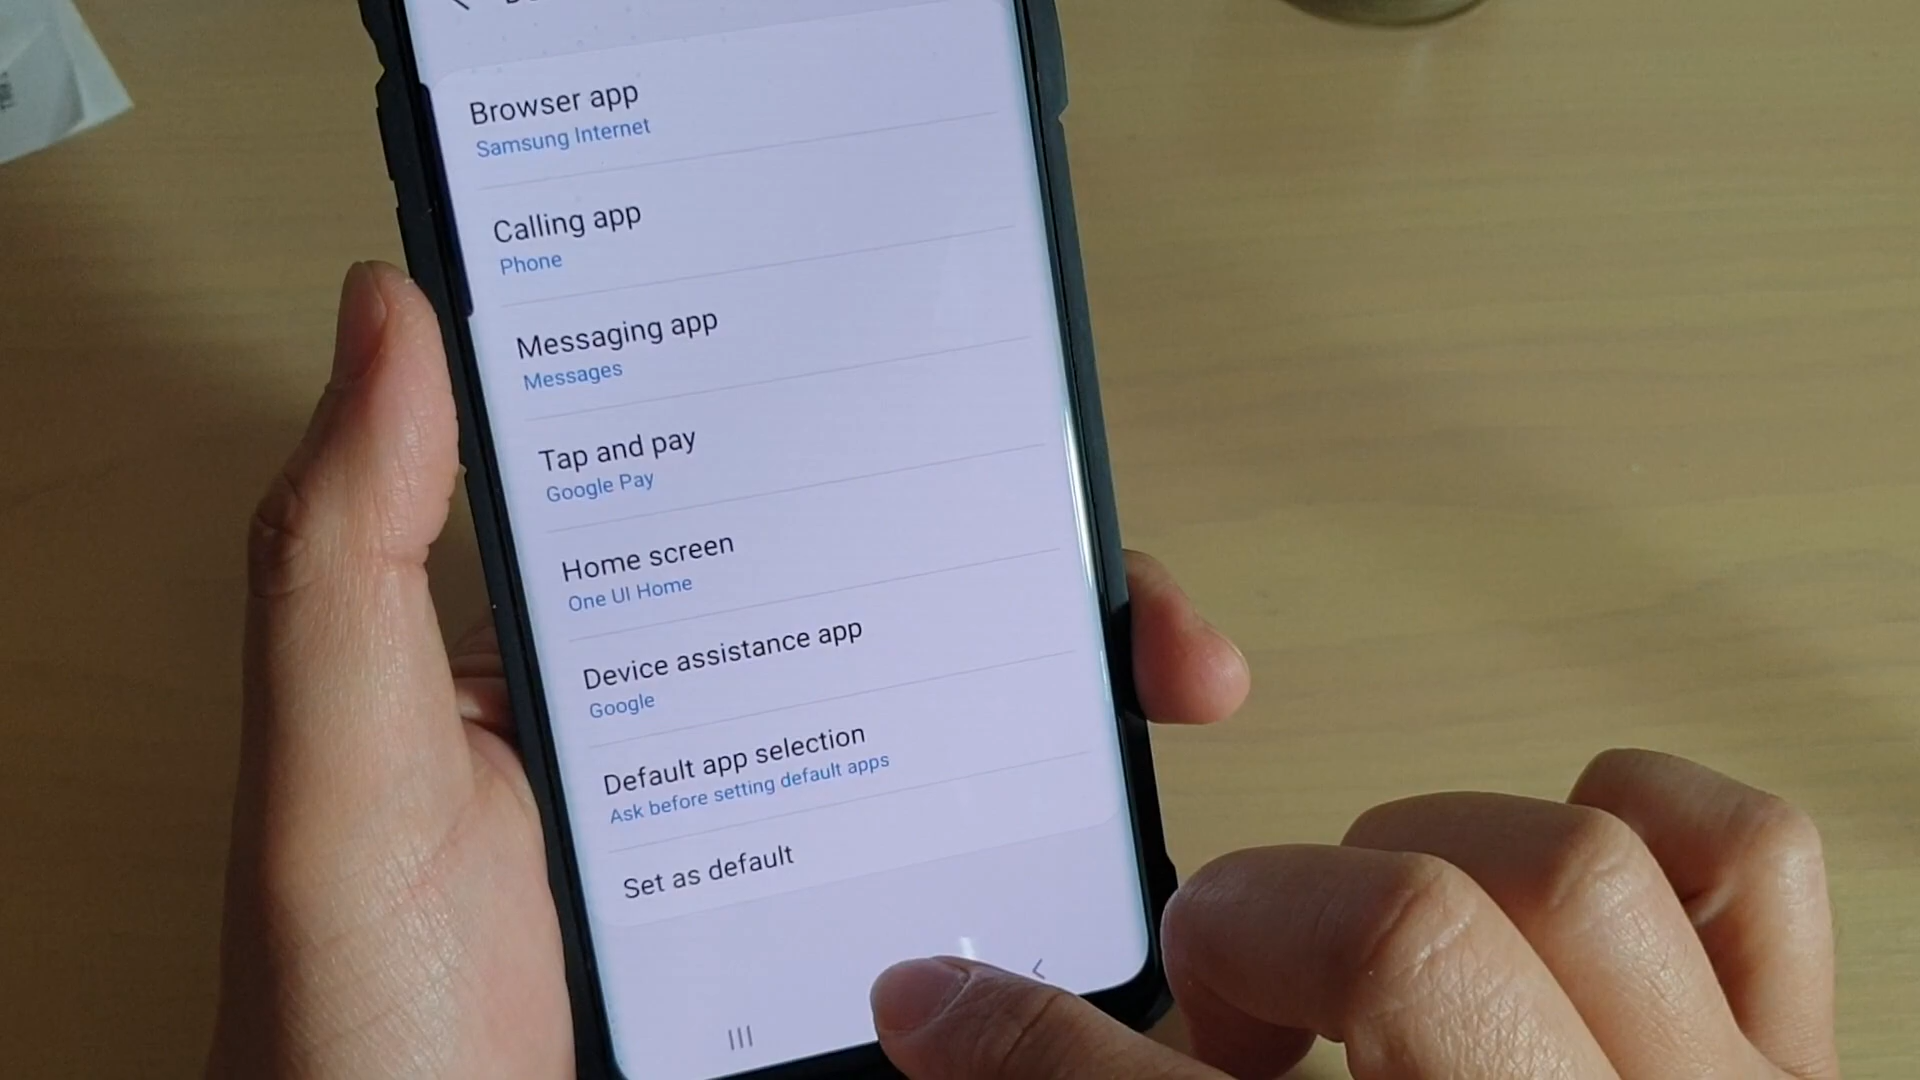 Browser app
Samsung Internet
Calling app
Phone
Messaging app
Messages
Tap and pay
Google Pay
Home screen
One UI Home
Device assistance app
Google
Default app selection
Ask before setting default apps
Set as default